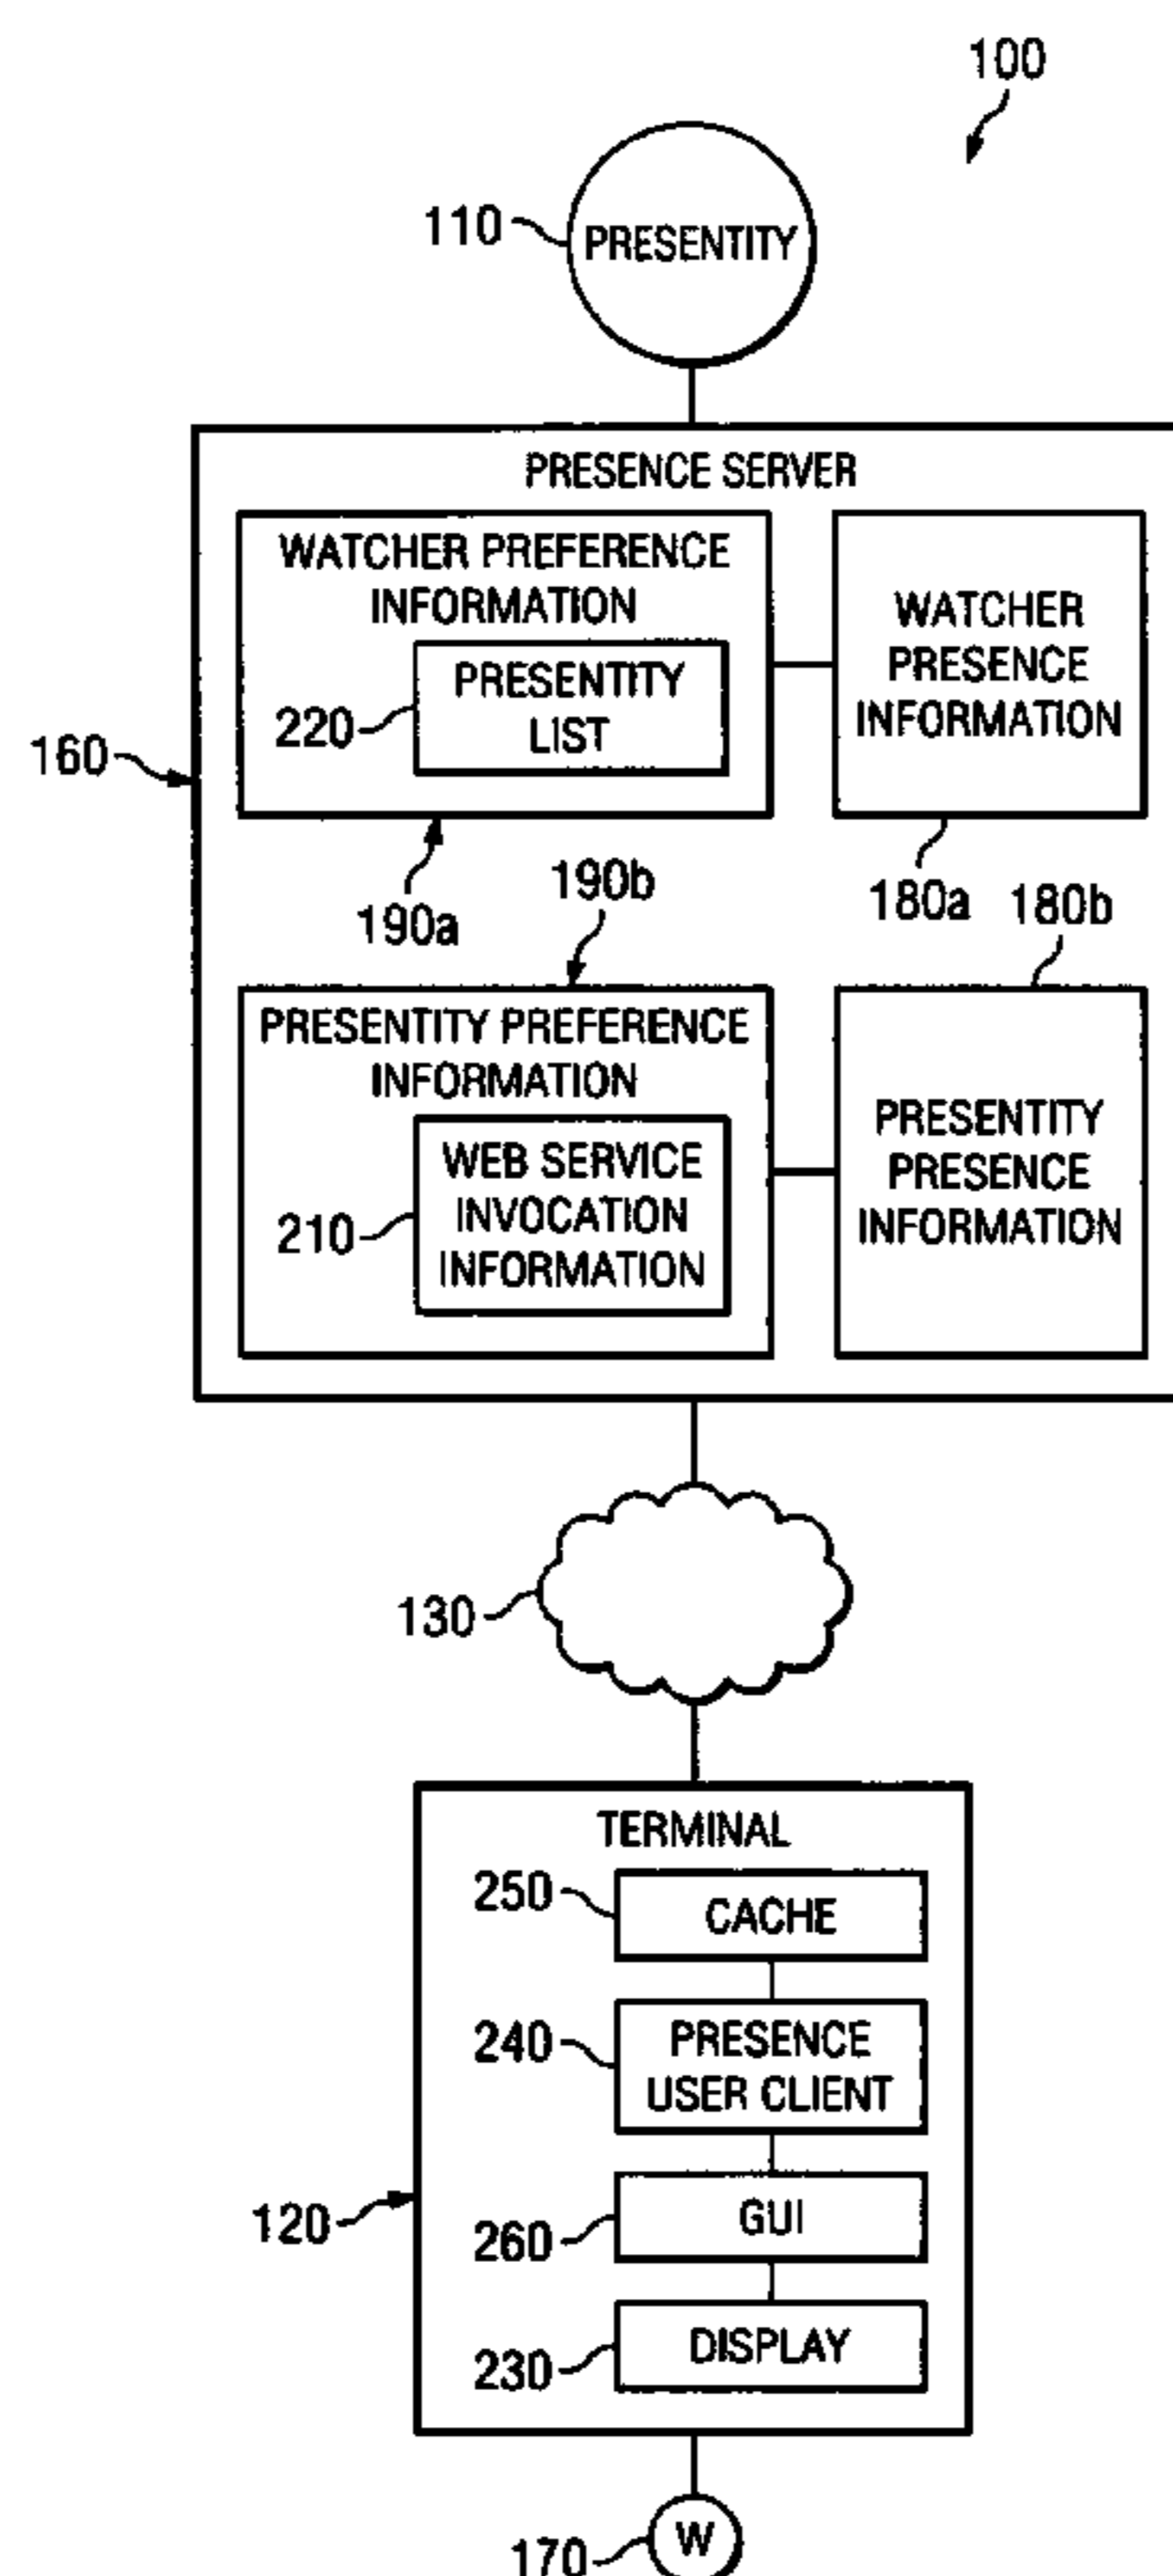 100
110
PRESENTITY
PRESENCE SERVER
WATCHER PREFERENCE
INFORMATION
PRESENTITY
LIST
220
WATCHER
PRESENCE
INFORMATION
160
190a
190b
180a
180b
PRESENTITY PREFERENCE
INFORMATION
WEB SERVICE
INVOCATION
INFORMATION
210
PRESENTITY
PRESENCE
INFORMATION
130
TERMINAL
250
CACHE
240
PRESENCE
USER CLIENT
120
260
GUI
230
DISPLAY
170
W